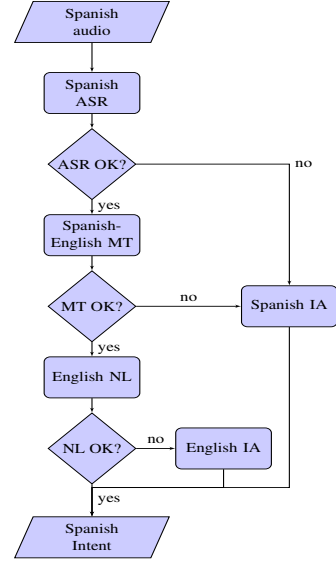 Spanish
audio
Spanish
ASR
ASR OK?
no
yes
Spanish-
English MT
MT OK?
no
Spanish IA
yes
English NL
NL OK?
no
English IA
yes
Spanish
Intent